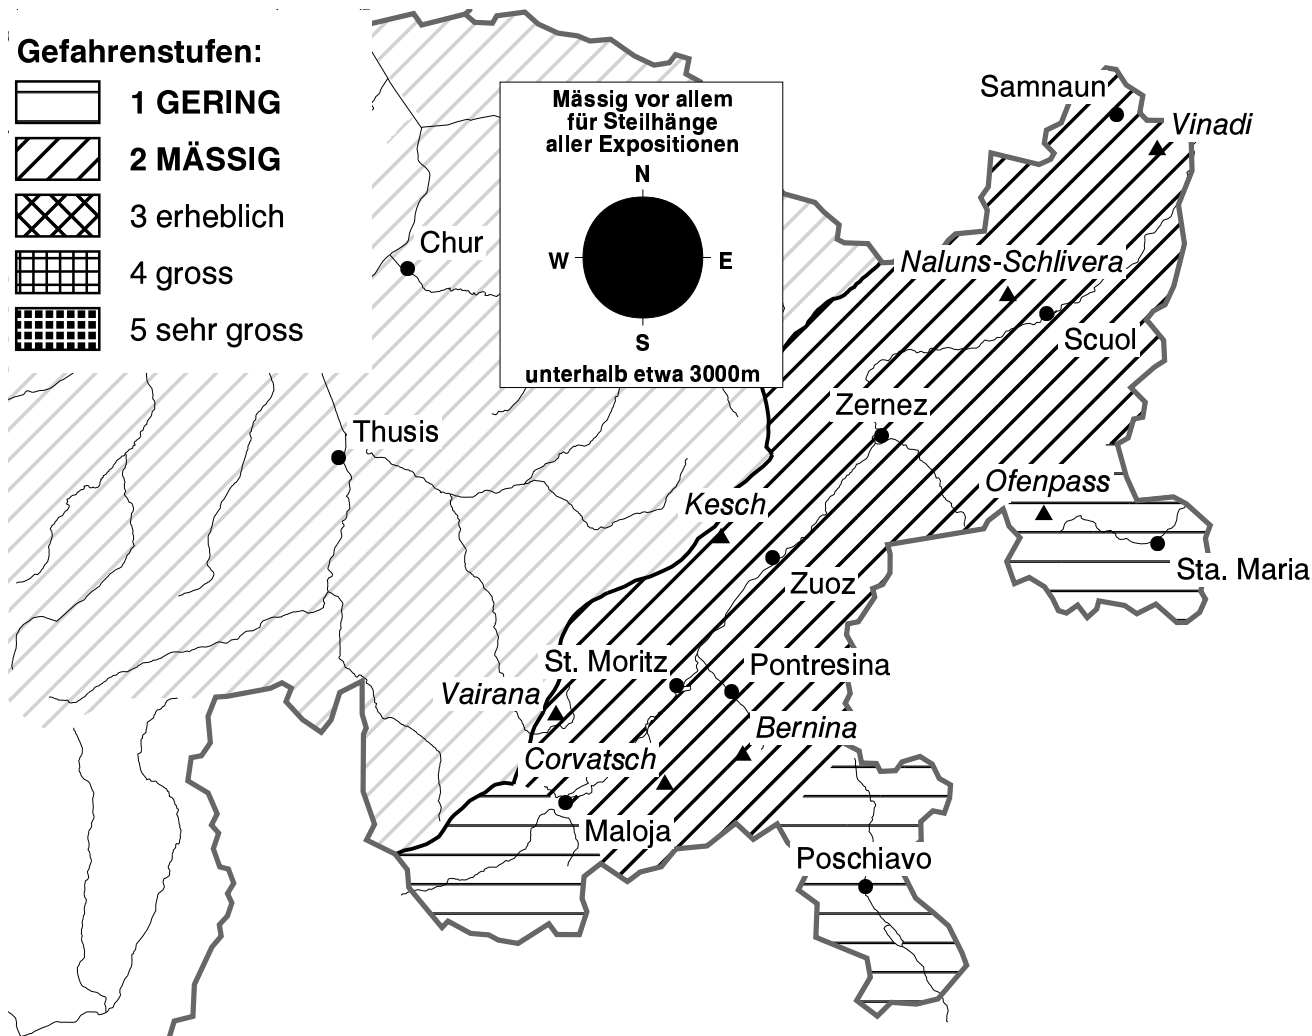 Gefahrenstufen:
1 GERING
2 MÄSSIG
3 erheblich
4 gross
5 sehr gross
Mässig vor allem
für Steilhänge
aller Expositionen
N
W
E
S
unterhalb etwa 3000m
Samnaun
Vinadi
Chur
Naluns-Schlivera
Scuol
Zernez
Thusis
Ofenpass
Kesch
Sta. Maria
Zuoz
St. Moritz
Pontresina
Vairana
Bernina
Corvatsch
Maloja
Poschiavo